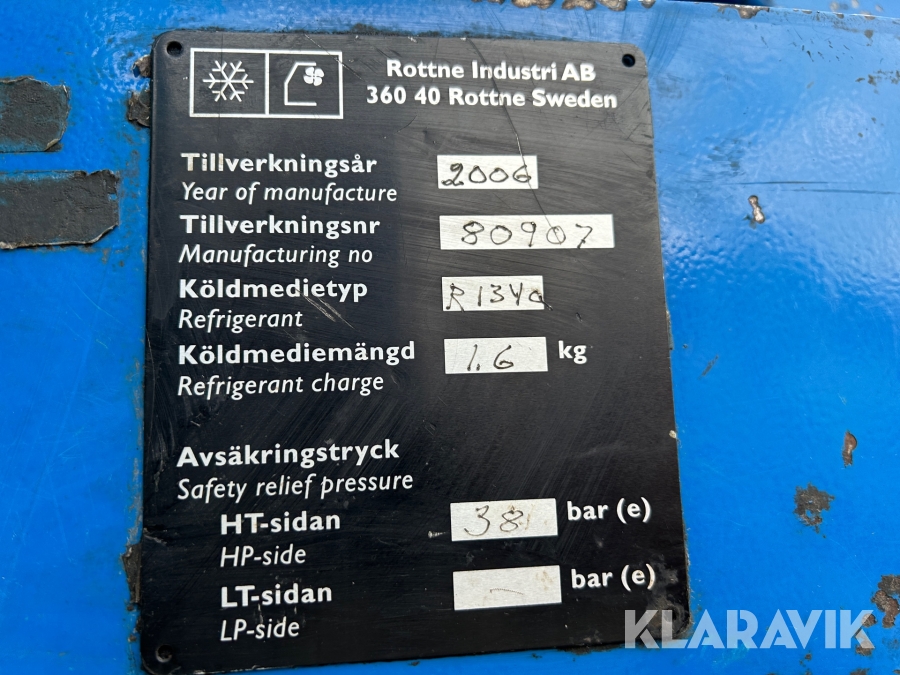 Rottne Industri AB
360 40 Rottne Sweden
Tillverkningsår 2006
Year of manufacture
Tillverkningsnr 80907
Manufacturing no
Köldmedietyp R134a
Refrigerant
Köldmediemängd 1.6 kg
Refrigerant charge
Avsäkringstryck
Safety relief pressure
HT-sidan 38 bar (e)
HP-side
LT-sidan - bar (e)
LP-side
KLARAVIK